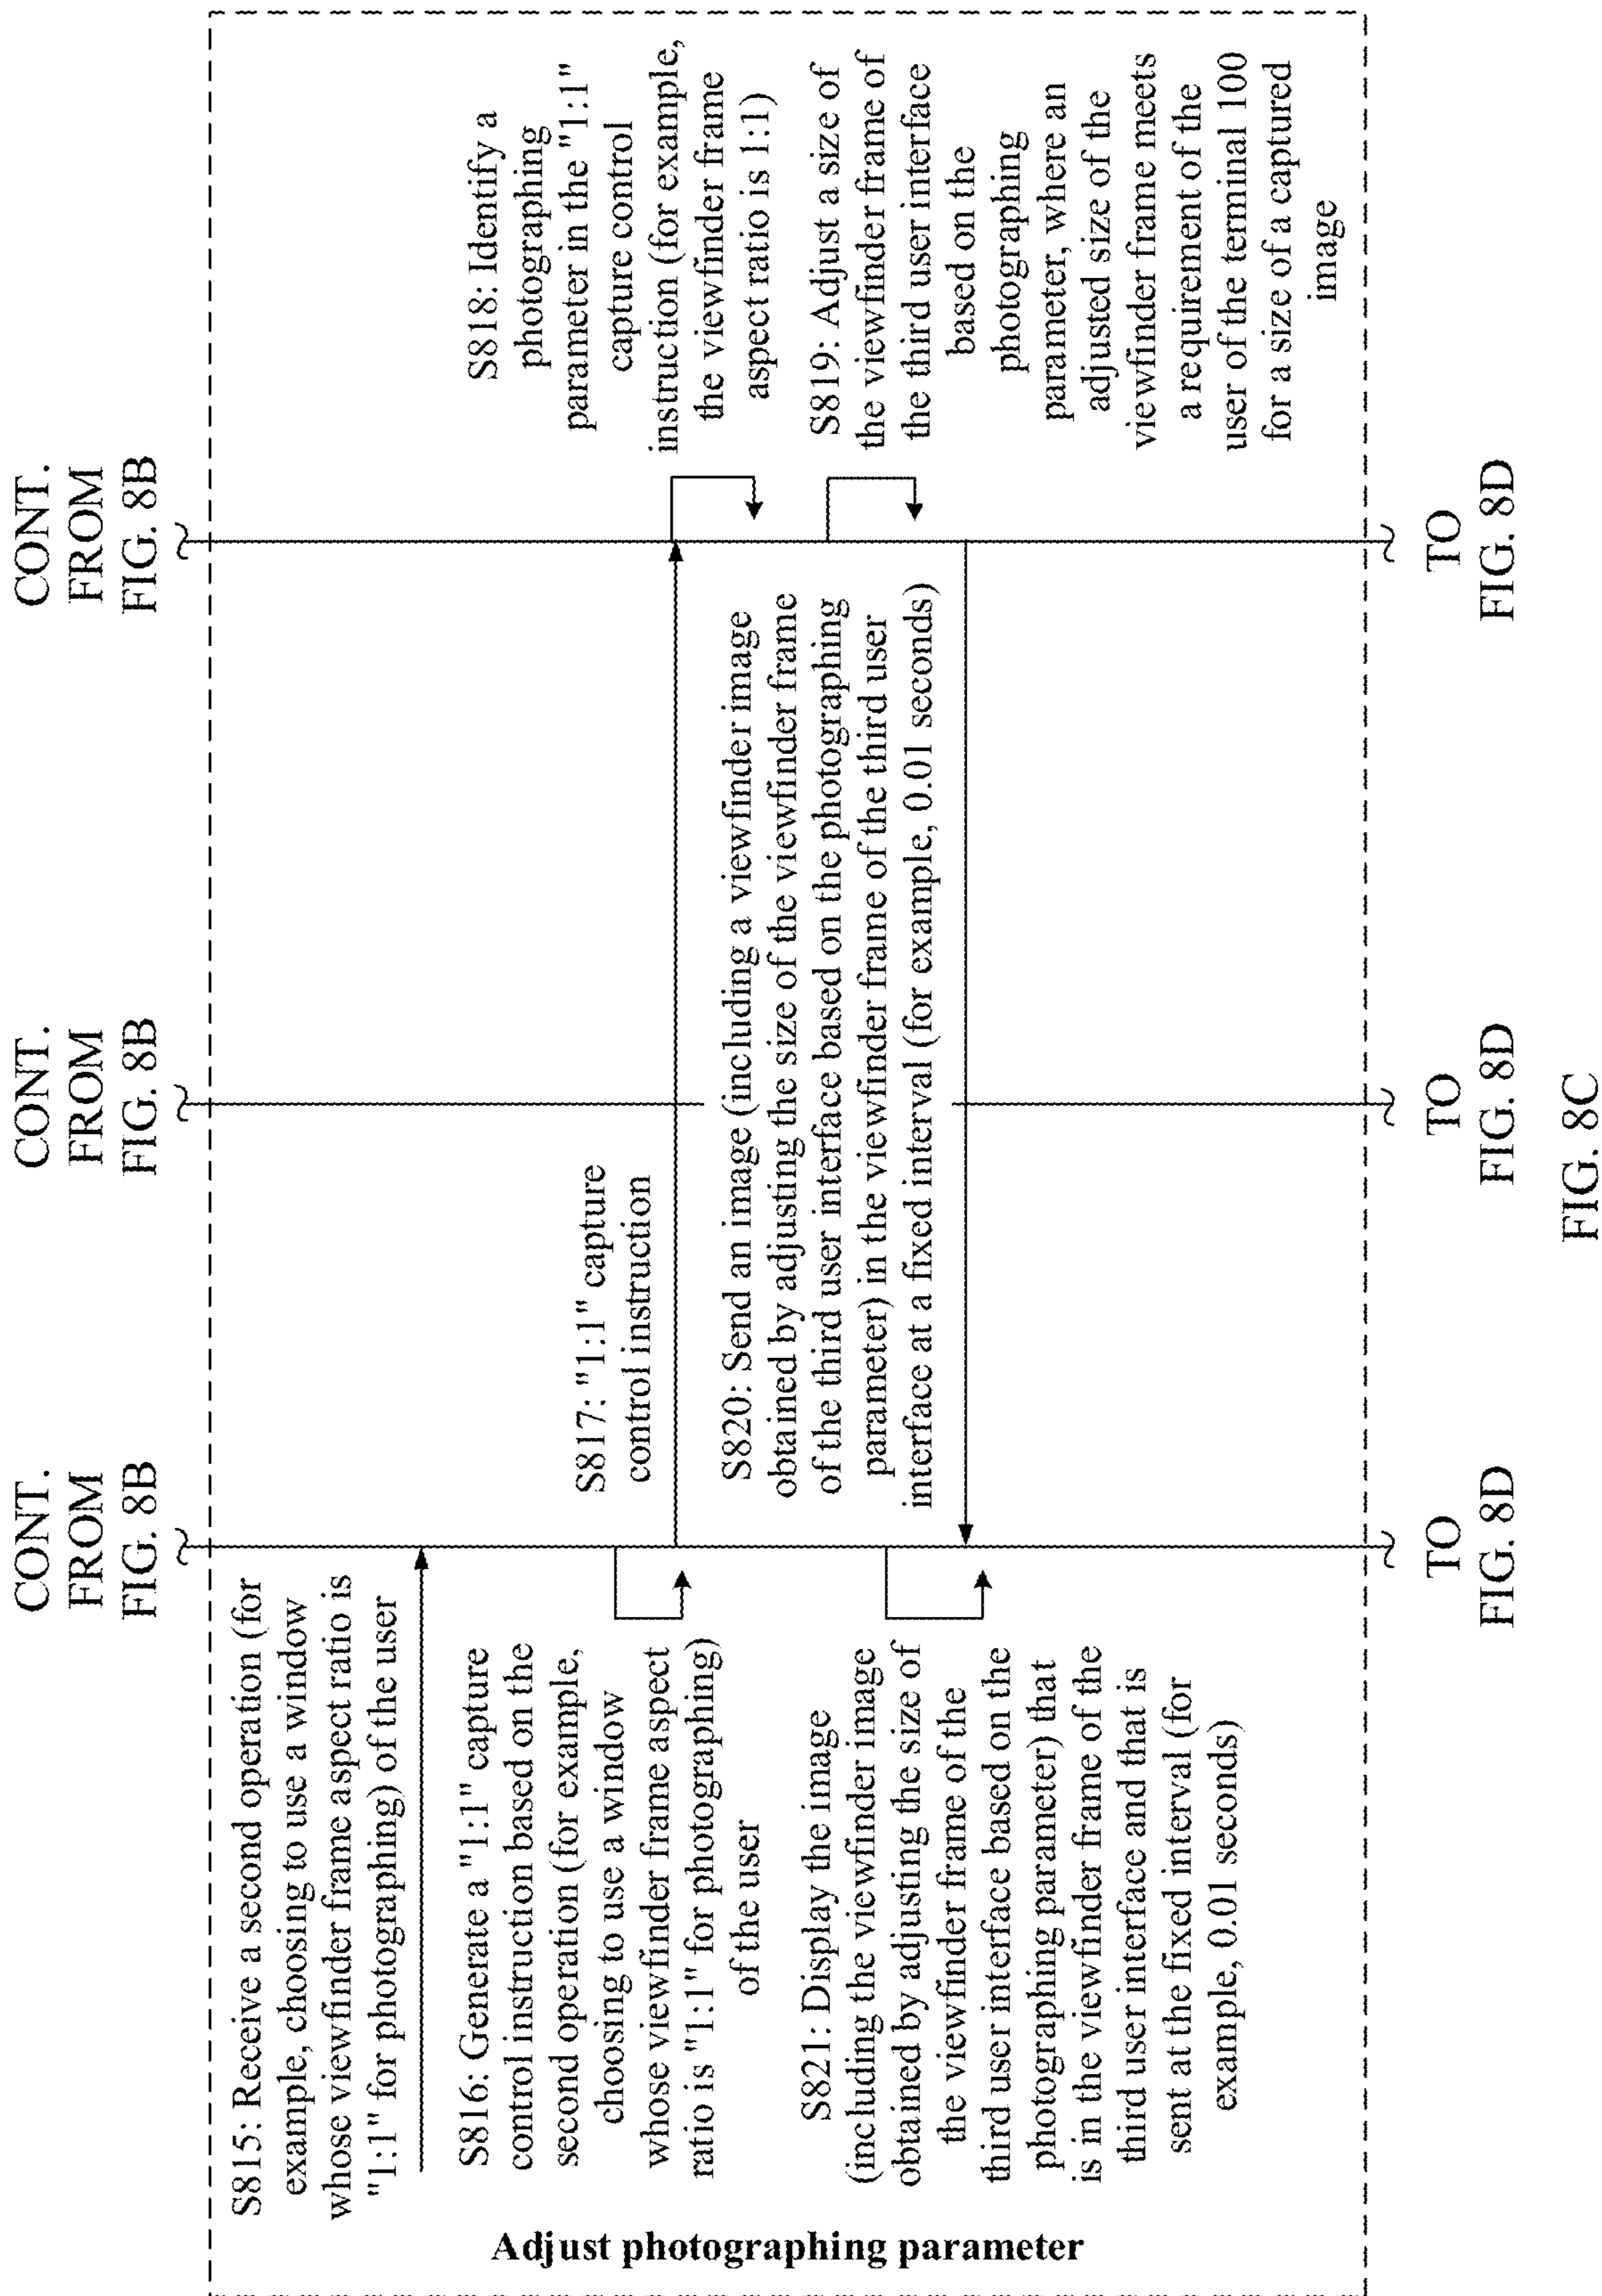 CONT.
FROM
FIG. 8B
CONT.
FROM
FIG. 8B
CONT.
FROM
FIG. 8B
S815: Receive a second operation (for
example, choosing to use a window
whose viewfinder frame aspect ratio is
"1:1" for photographing) of the user
S816: Generate a "1:1" capture
control instruction based on the
second operation (for example,
choosing to use a window
whose viewfinder frame aspect
ratio is "1:1" for photographing)
of the user
S817: "1:1" capture
control instruction
S818: Identify a
photographing
parameter in the "1:1"
capture control
instruction (for example,
the viewfinder frame
aspect ratio is 1:1)
S819: Adjust a size of
the viewfinder frame of
the third user interface
based on the
photographing
parameter, where an
adjusted size of the
viewfinder frame meets
a requirement of the
user of the terminal 100
for a size of a captured
image
S820: Send an image (including a viewfinder image
obtained by adjusting the size of the viewfinder frame
of the third user interface based on the photographing
parameter) in the viewfinder frame of the third user
interface at a fixed interval (for example, 0.01 seconds)
S821: Display the image
(including the viewfinder image
obtained by adjusting the size of
the viewfinder frame of the
third user interface based on the
photographing parameter) that
is in the viewfinder frame of the
third user interface and that is
sent at the fixed interval (for
example, 0.01 seconds)
Adjust photographing parameter
TO
FIG. 8D
TO
FIG. 8D
TO
FIG. 8D
FIG. 8C